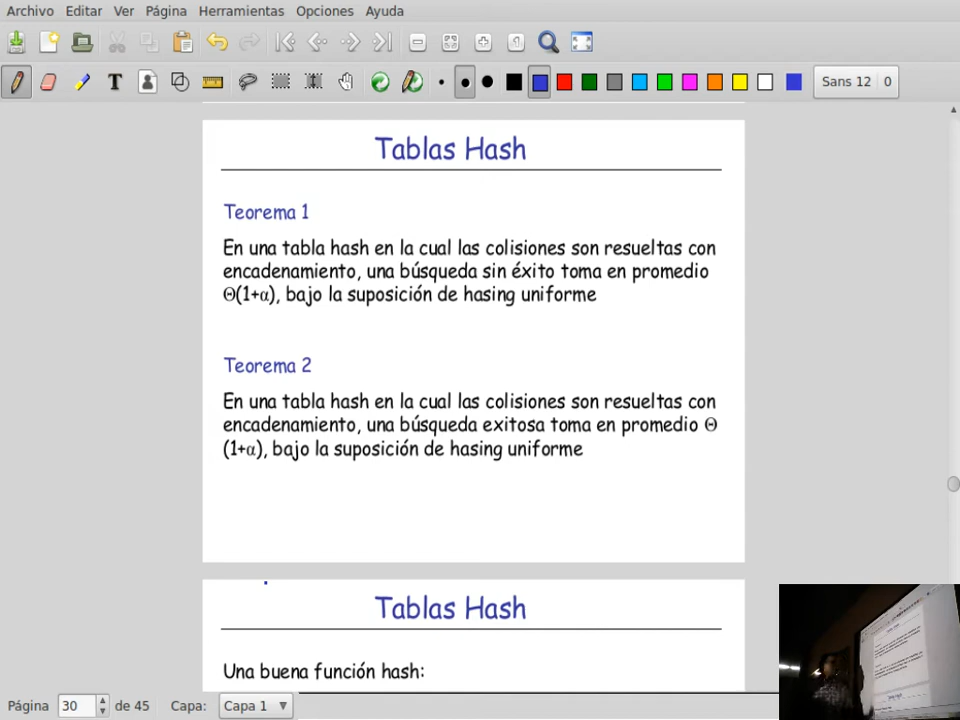 Archivo Editar Ver Página Herramientas Opciones Ayuda
T Sans 12 0
Tablas Hash
Teorema 1
En una tabla hash en la cual las colisiones son resueltas con
encadenamiento, una búsqueda sin éxito toma en promedio
Θ(1+α), bajo la suposición de hasing uniforme
Teorema 2
En una tabla hash en la cual las colisiones son resueltas con
encadenamiento, una búsqueda exitosa toma en promedio Θ
(1+α), bajo la suposición de hasing uniforme
Tablas Hash
Una buena función hash:
Página 30 de 45 Capa: Capa 1